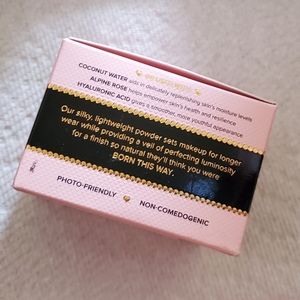 COCONUT WATER aids in delicately replenishing skin's moisture levels
ALPINE ROSE helps empower skin's health and resilience
HYALURONIC ACID gives a smoother, more youthful appearance
Our silky, lightweight powder sets makeup for longer
wear while providing a veil of perfecting luminosity
for a finish so natural they'll think you were
BORN THIS WAY.
PHOTO-FRIENDLY NON-COMEDOGENIC